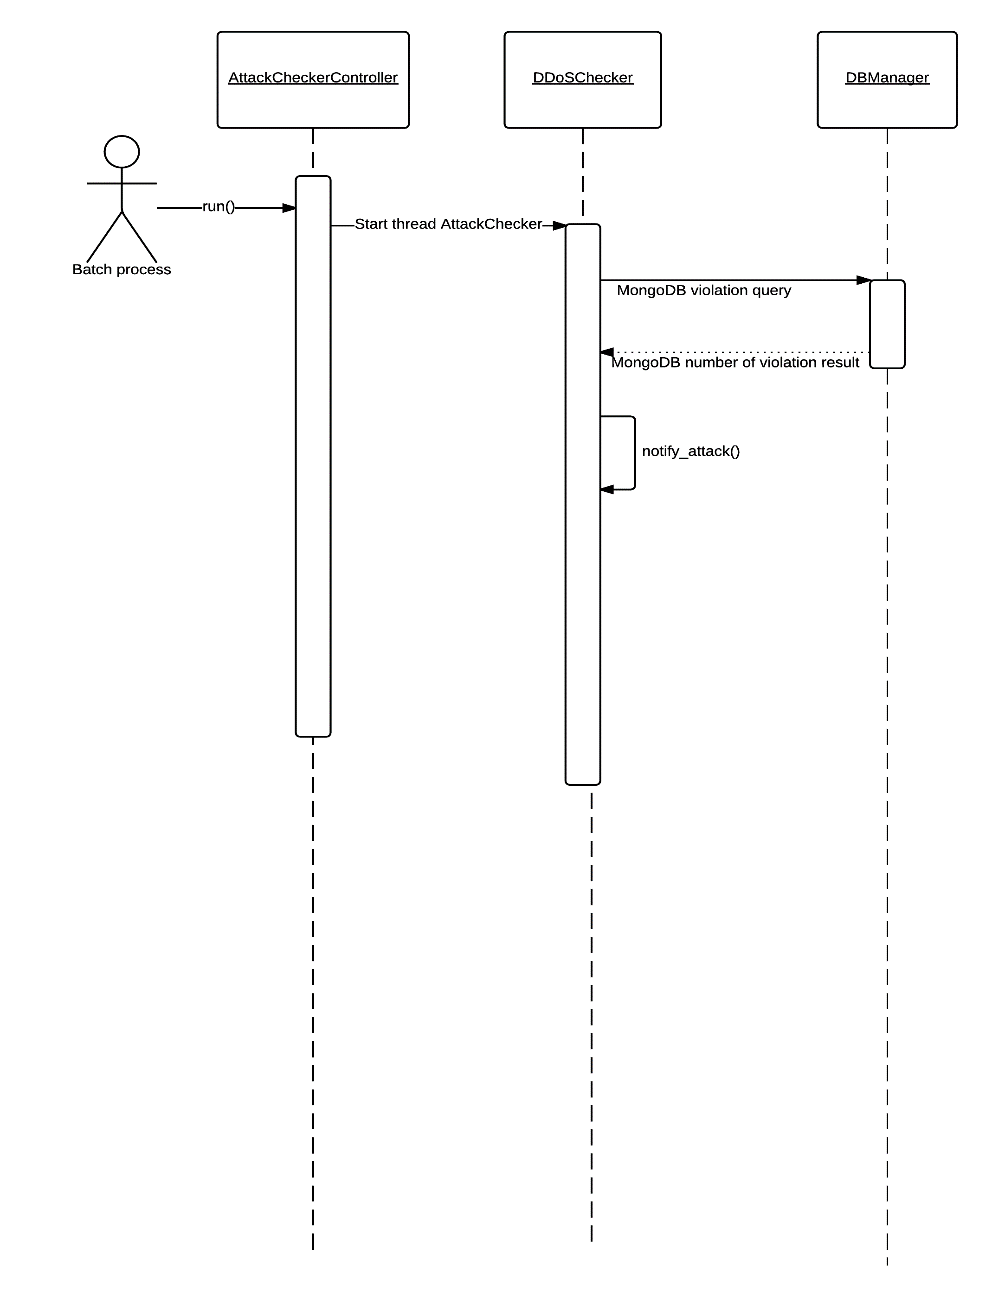 AttackCheckerController
DDoSChecker
DBManager
run()
Start thread AttackChecker
Batch process
MongoDB violation query
MongoDB number of violation result
notify_attack()